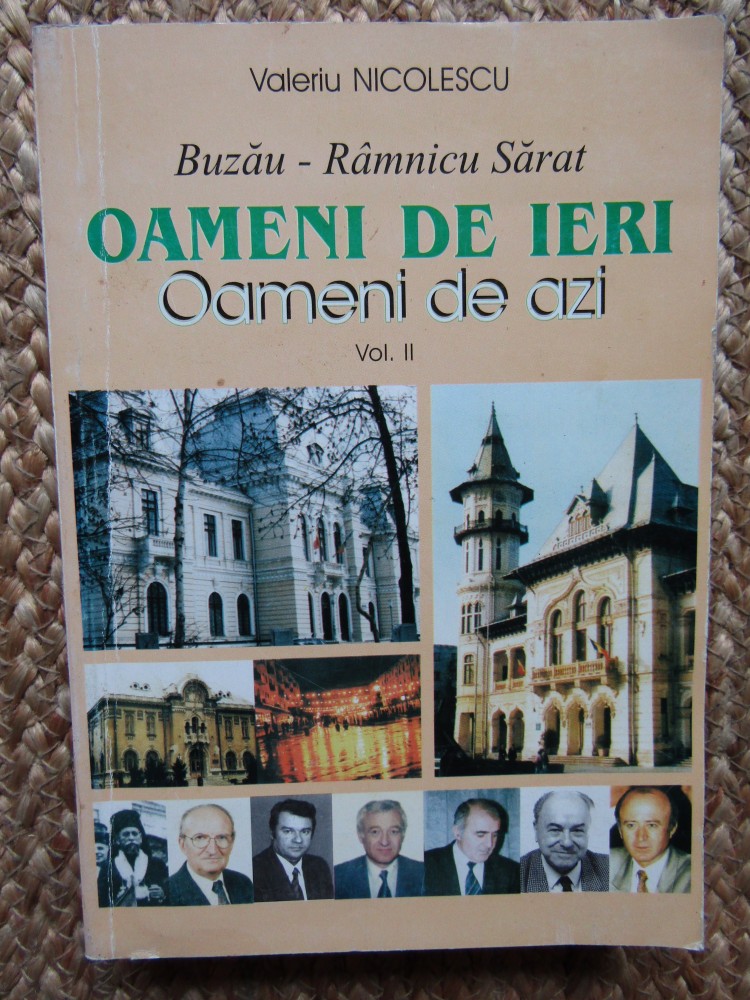 Valeriu NICOLESCU
Buzău - Râmnicu Sărat
OAMENI DE IERI
Oameni de azi
Vol. II